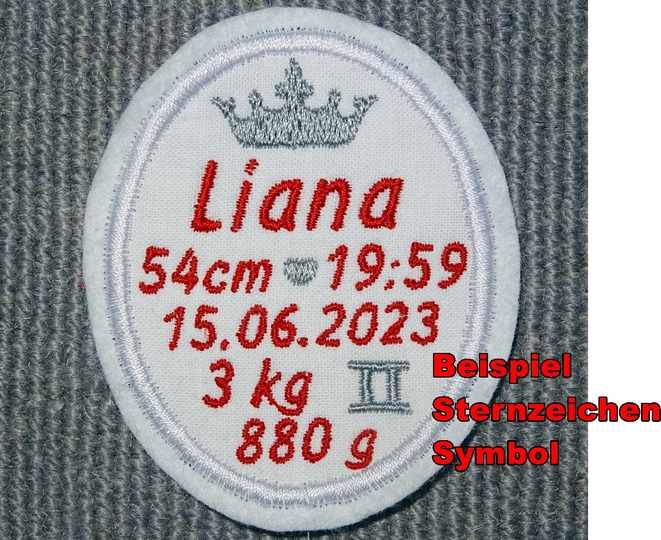 Liana
54cm 19:59
15.06.2023
3 kg
880 g
Beispiel
Sternzeichen
Symbol